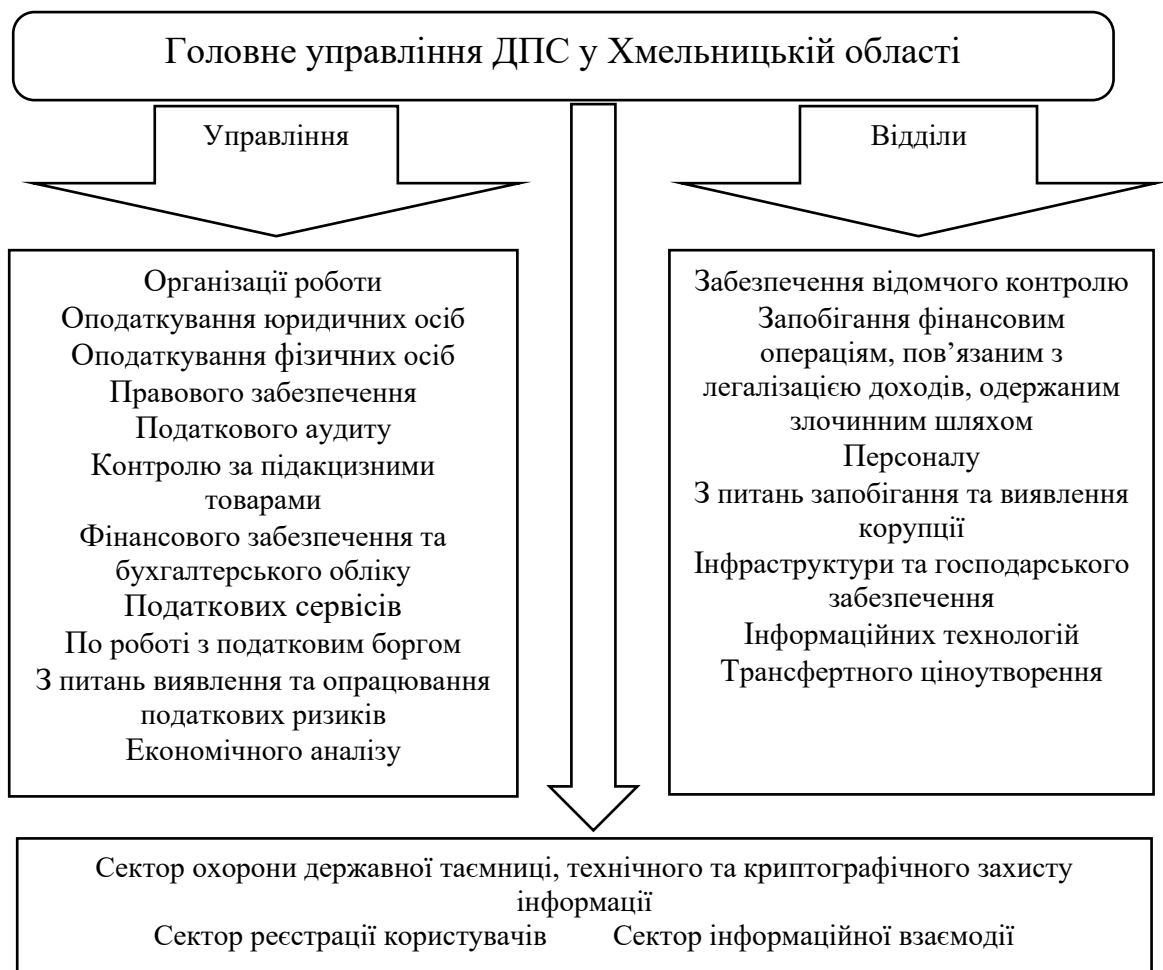 Головне управління ДПС у Хмельницькій області
Управління
Організації роботи
Оподаткування юридичних осіб
Оподаткування фізичних осіб
Правового забезпечення
Податкового аудиту
Контролю за підакцизними
товарами
Фінансового забезпечення та
бухгалтерського обліку
Податкових сервісів
По роботі з податковим боргом
З питань виявлення та опрацювання
податкових ризиків
Економічного аналізу
Відділи
Забезпечення відомчого контролю
Запобігання фінансовим
операціям, пов’язаним з
легалізацією доходів, одержаним
злочинним шляхом
Персоналу
З питань запобігання та виявлення
корупції
Інфраструктури та господарського
забезпечення
Інформаційних технологій
Трансфертного ціноутворення
Сектор охорони державної таємниці, технічного та криптографічного захисту
інформації
Сектор реєстрації користувачів Сектор інформаційної взаємодії